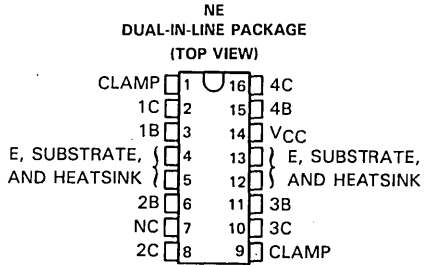 NE
DUAL-IN-LINE PACKAGE
(TOP VIEW)
CLAMP 1 16 4C
1C 2 15 4B
1B 3 14 VCC
E, SUBSTRATE, 4 13 E, SUBSTRATE,
AND HEATSINK 5 12 AND HEATSINK
2B 6 11 3B
NC 7 10 3C
2C 8 9 CLAMP